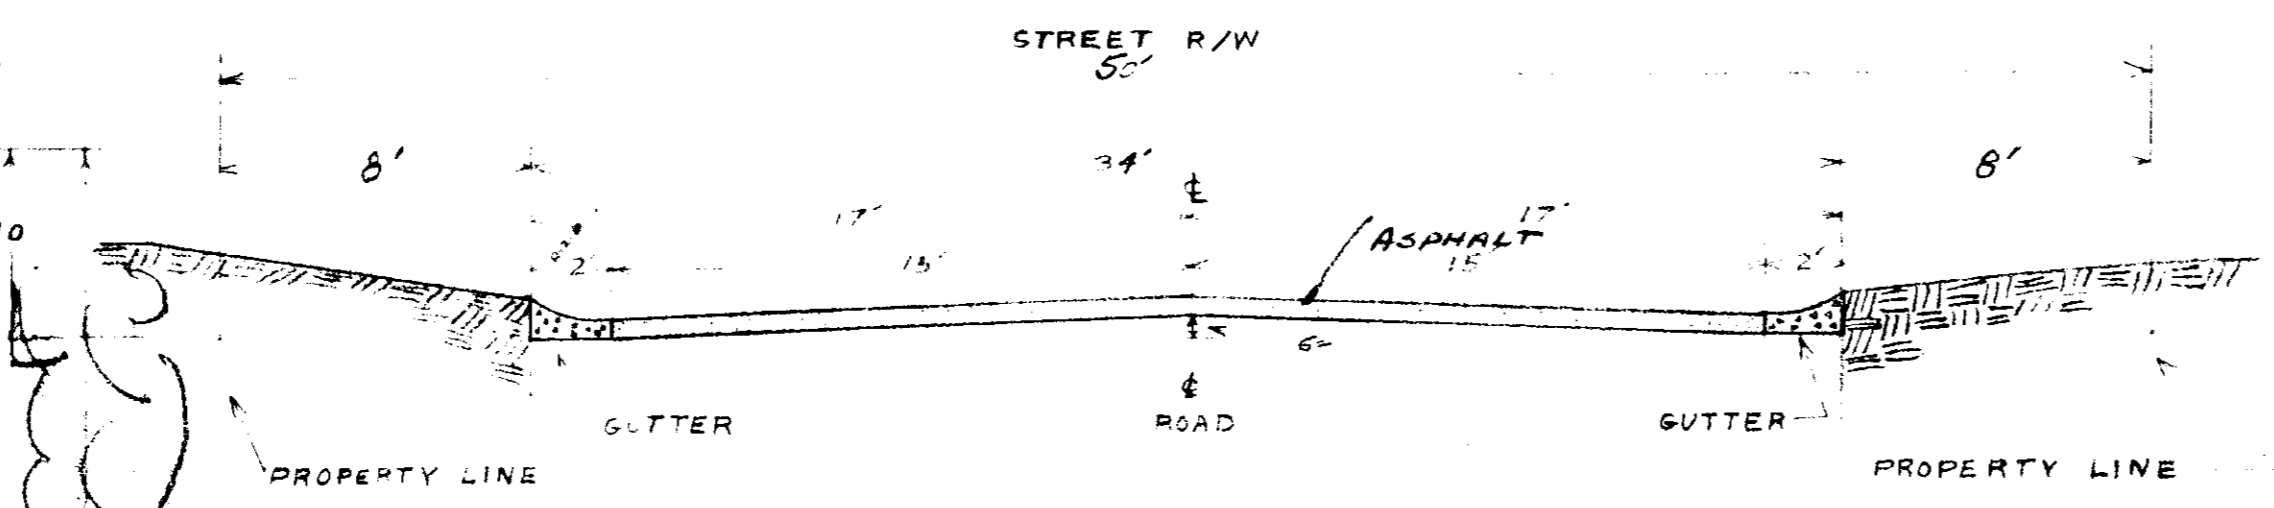 STREET R/W
50'
8'
34'
8'
℄
17'
17'
ASPHALT
2'
15'
15'
2'
℄
GUTTER
ROAD
GUTTER
PROPERTY LINE
PROPERTY LINE